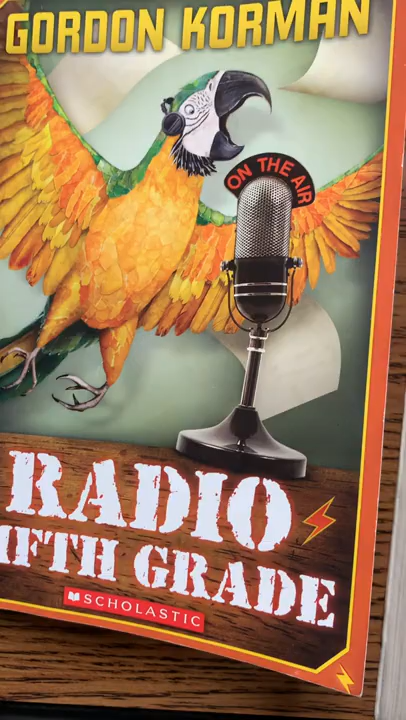 GORDON KORMAN
ON THE AIR
RADIO
IFTH GRADE
SCHOLASTIC